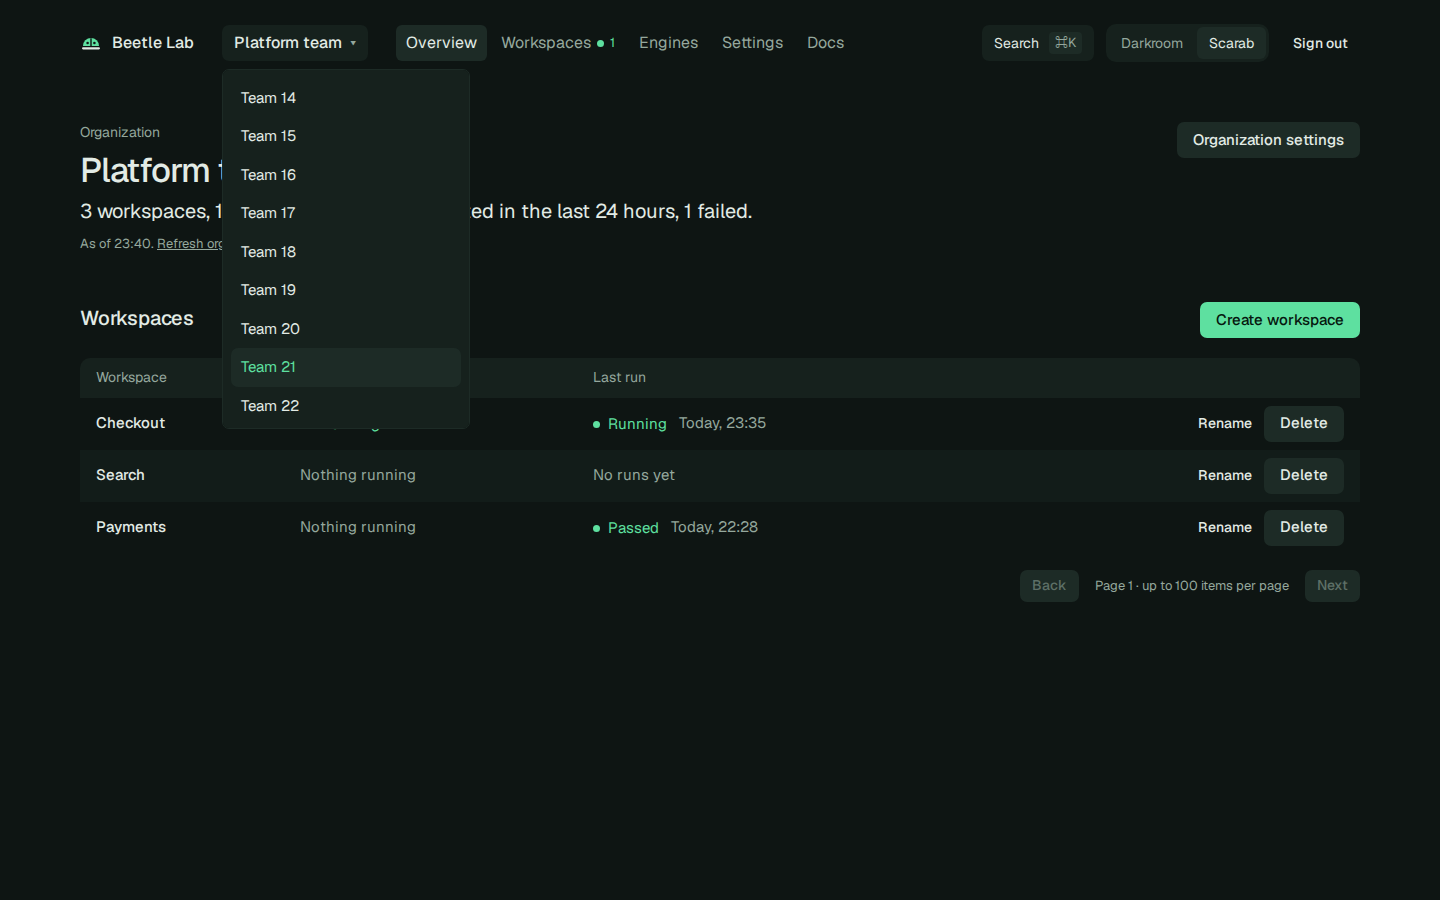 Beetle Lab
Platform team
Overview
Workspaces 1
Engines
Settings
Docs
Search ⌘K
Darkroom
Scarab
Sign out
Team 14
Team 15
Team 16
Team 17
Team 18
Team 19
Team 20
Team 21
Team 22
Organization
Organization settings
Platform
3 workspaces, 1 in the last 24 hours, 1 failed.
As of 23:40. Refresh
Workspaces
Create workspace
Workspace
Last run
Checkout
Running Today, 23:35
Rename
Delete
Search
Nothing running
No runs yet
Rename
Delete
Payments
Nothing running
Passed Today, 22:28
Rename
Delete
Back
Page 1 · up to 100 items per page
Next